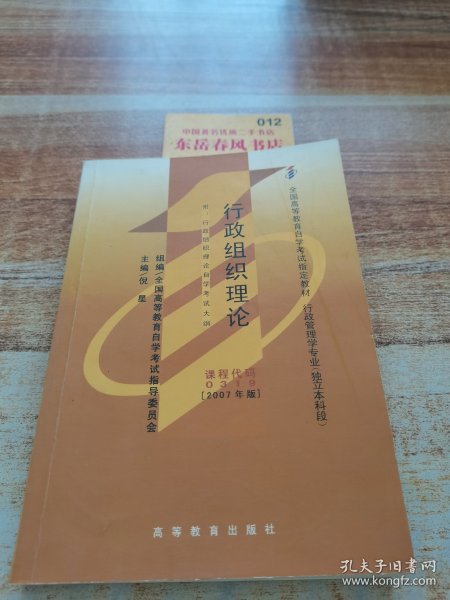 012
中国著名连锁二手书店
东岳春风书店
全国高等教育自学考试指定教材 行政管理学专业(独立本科段)
行政组织理论
附:行政组织理论自学考试大纲
组编/全国高等教育自学考试指导委员会
主编/倪 星
课程代码
0319
[2007年版]
高等教育出版社
孔夫子旧书网
www.kongfz.com